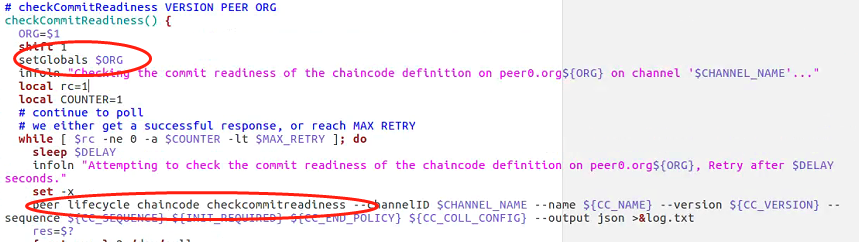 # checkCommitReadiness VERSION PEER ORG
checkCommitReadiness() {
ORG=$1
shift 1
setGlobals $ORG
infoln "Checking the commit readiness of the chaincode definition on peer0.org${ORG} on channel '$CHANNEL_NAME'..."
local rc=1
local COUNTER=1
# continue to poll
# we either get a successful response, or reach MAX RETRY
while [ $rc -ne 0 -a $COUNTER -lt $MAX_RETRY ]; do
sleep $DELAY
infoln "Attempting to check the commit readiness of the chaincode definition on peer0.org${ORG}, Retry after $DELAY
seconds."
set -x
peer lifecycle chaincode checkcommitreadiness --channelID $CHANNEL_NAME --name ${CC_NAME} --version ${CC_VERSION} --
sequence ${CC_SEQUENCE} ${INIT_REQUIRED} ${CC_END_POLICY} ${CC_COLL_CONFIG} --output json >&log.txt
res=$?